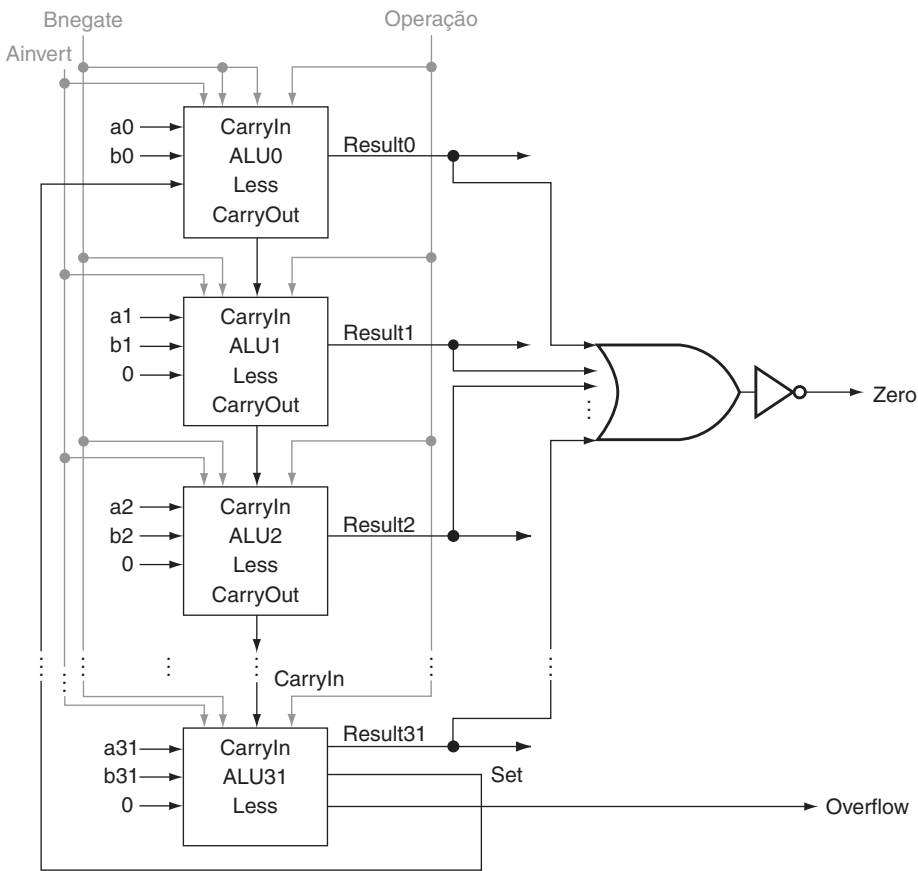 Bnegate
Operação
Ainvert
a0
b0
CarryIn
ALU0
Less
CarryOut
Result0
a1
b1
0
CarryIn
ALU1
Less
CarryOut
Result1
Zero
a2
b2
0
CarryIn
ALU2
Less
CarryOut
Result2
CarryIn
a31
b31
0
CarryIn
ALU31
Less
Result31
Set
Overflow